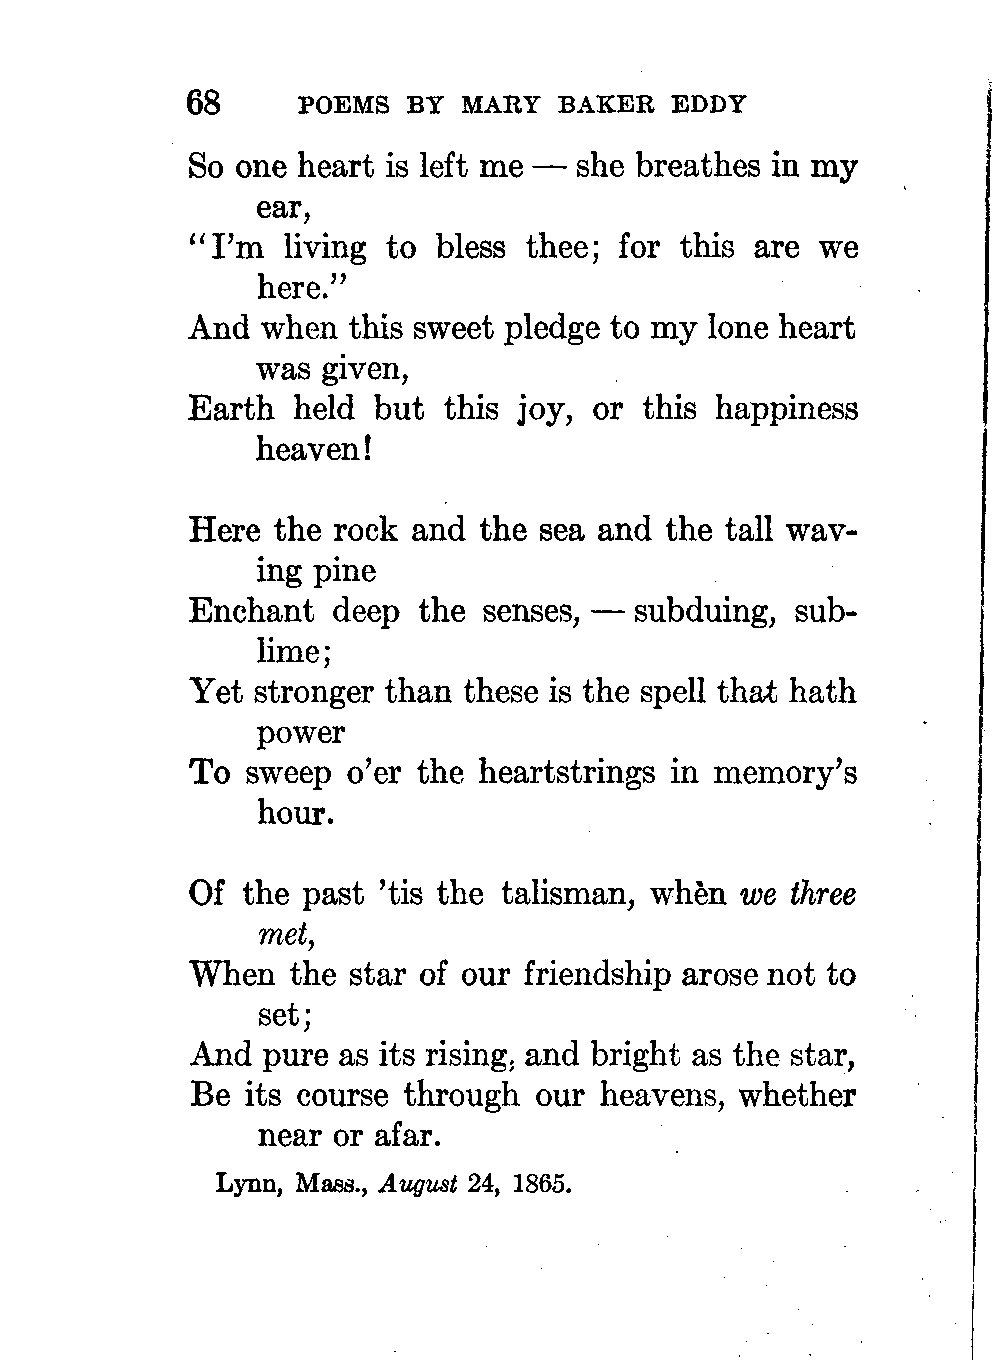 68 POEMS BY MARY BAKER EDDY
So one heart is left me — she breathes in my
ear,
"I'm living to bless thee; for this are we
here."
And when this sweet pledge to my lone heart
was given,
Earth held but this joy, or this happiness
heaven!
Here the rock and the sea and the tall wav-
ing pine
Enchant deep the senses, — subduing, sub-
lime;
Yet stronger than these is the spell that hath
power
To sweep o'er the heartstrings in memory's
hour.
Of the past 'tis the talisman, when we three
met,
When the star of our friendship arose not to
set;
And pure as its rising, and bright as the star,
Be its course through our heavens, whether
near or afar.
Lynn, Mass., August 24, 1865.